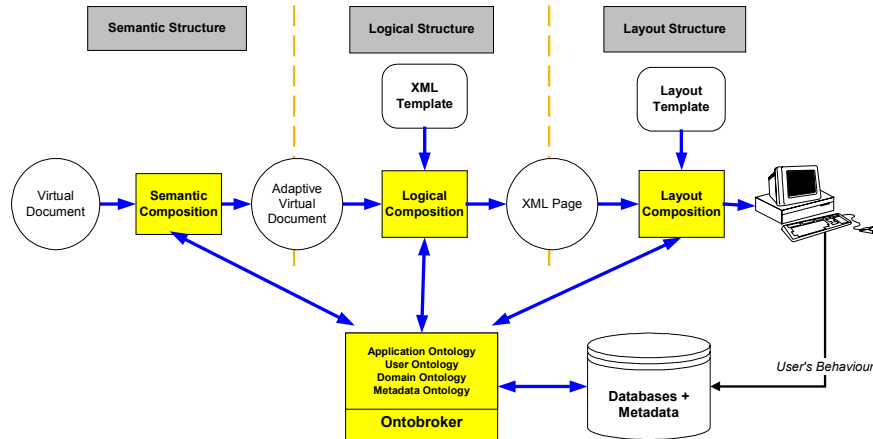 Semantic Structure
Logical Structure
Layout Structure
XML
Template
Layout
Template
Virtual
Document
Semantic
Composition
Adaptive
Virtual
Document
Logical
Composition
XML Page
Layout
Composition
Application Ontology
User Ontology
Domain Ontology
Metadata Ontology
Ontobroker
Databases +
Metadata
User's Behaviour